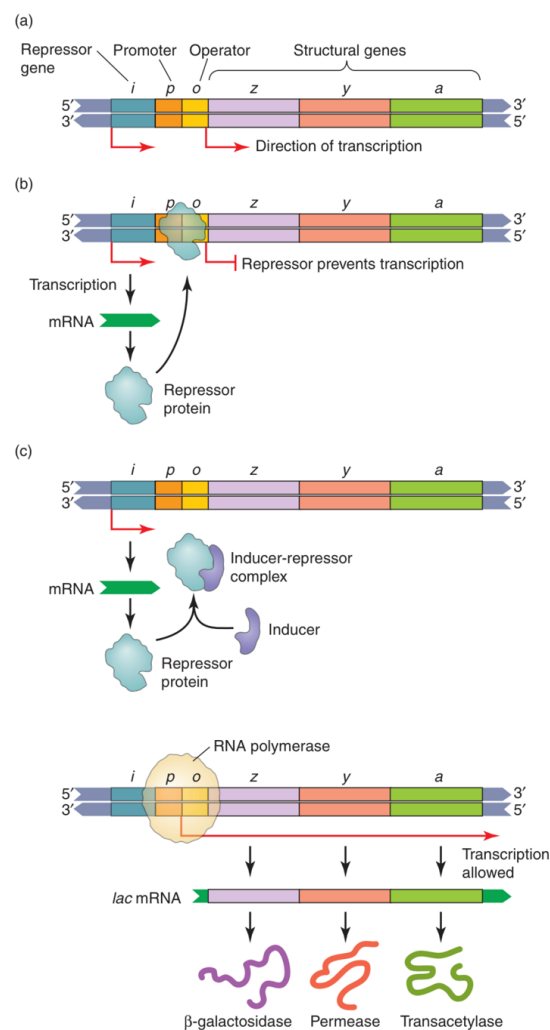 (a)
Repressor gene
Promoter
Operator
Structural genes
i p o z y a
5′ 3′
3′ 5′
Direction of transcription
(b)
i p o z y a
5′ 3′
3′ 5′
Repressor prevents transcription
Transcription
mRNA
Repressor
protein
(c)
i p o z y a
5′ 3′
3′ 5′
Inducer-repressor
complex
mRNA
Inducer
Repressor
protein
RNA polymerase
i p o z y a
5′ 3′
3′ 5′
Transcription
allowed
lac mRNA
β-galactosidase Permease Transacetylase